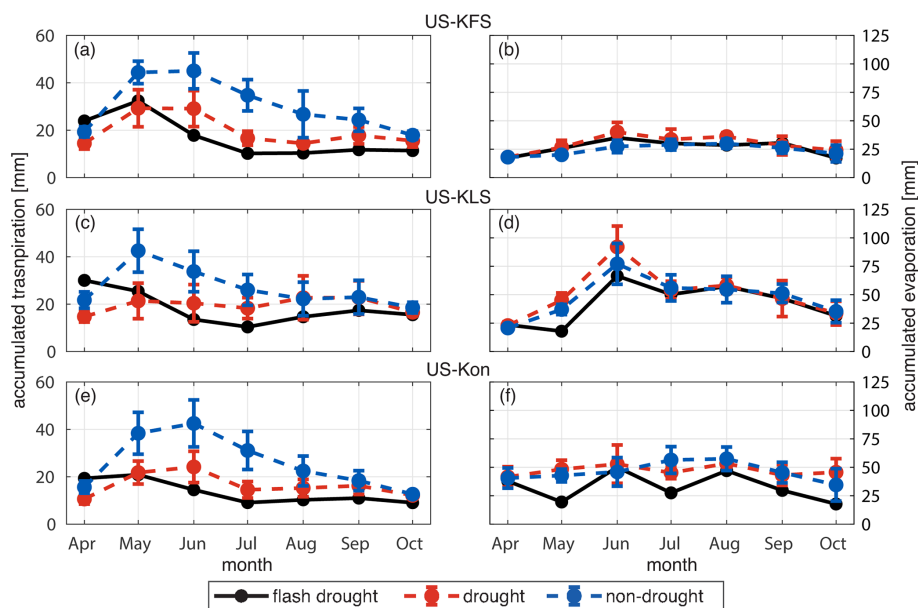 US-KFS
60
40
20
0
(a)
(b)
125
100
75
50
25
0
US-KLS
60
40
20
0
(c)
(d)
125
100
75
50
25
0
US-Kon
60
40
20
0
(e)
(f)
125
100
75
50
25
0
accumulated trasnpiration [mm]
accumulated evaporation [mm]
Apr May Jun Jul Aug Sep Oct
Apr May Jun Jul Aug Sep Oct
month
month
flash drought drought non-drought